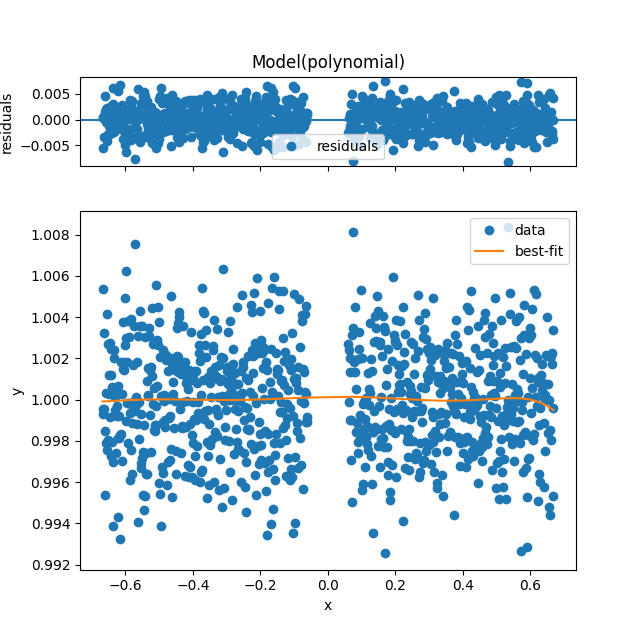 Model(polynomial)
residuals
0.005
0.000
−0.005
residuals
y
1.008
1.006
1.004
1.002
1.000
0.998
0.996
0.994
0.992
data
best-fit
−0.6 −0.4 −0.2 0.0 0.2 0.4 0.6
x